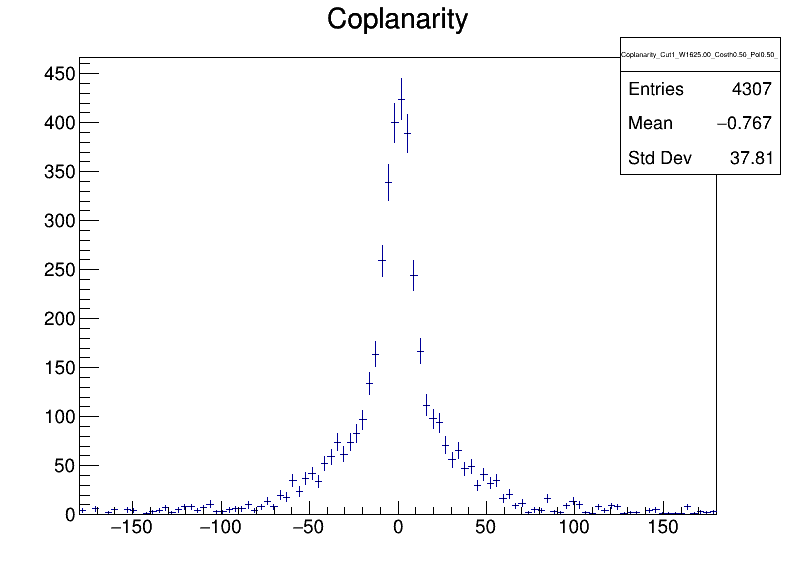 Coplanarity
Coplanarity_Cut1_W1625.00_Costh0.50_Pol0.50_
Entries 4307
Mean −0.767
Std Dev 37.81
450
400
350
300
250
200
150
100
50
0
−150 −100 −50 0 50 100 150